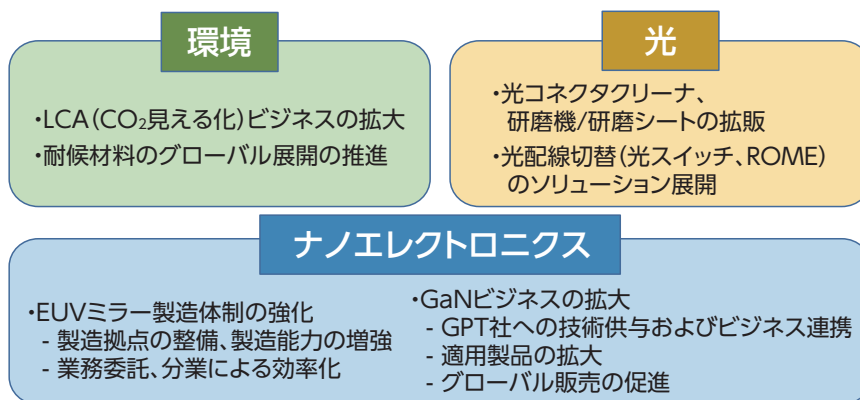 環境
・LCA（CO₂見える化）ビジネスの拡大
・耐候材料のグローバル展開の推進
光
・光コネクタクリーナ、
研磨機/研磨シートの拡販
・光配線切替（光スイッチ、ROME）
のソリューション展開
ナノエレクトロニクス
・EUVミラー製造体制の強化
- 製造拠点の整備、製造能力の増強
- 業務委託、分業による効率化
・GaNビジネスの拡大
- GPT社への技術供与およびビジネス連携
- 適用製品の拡大
- グローバル販売の促進